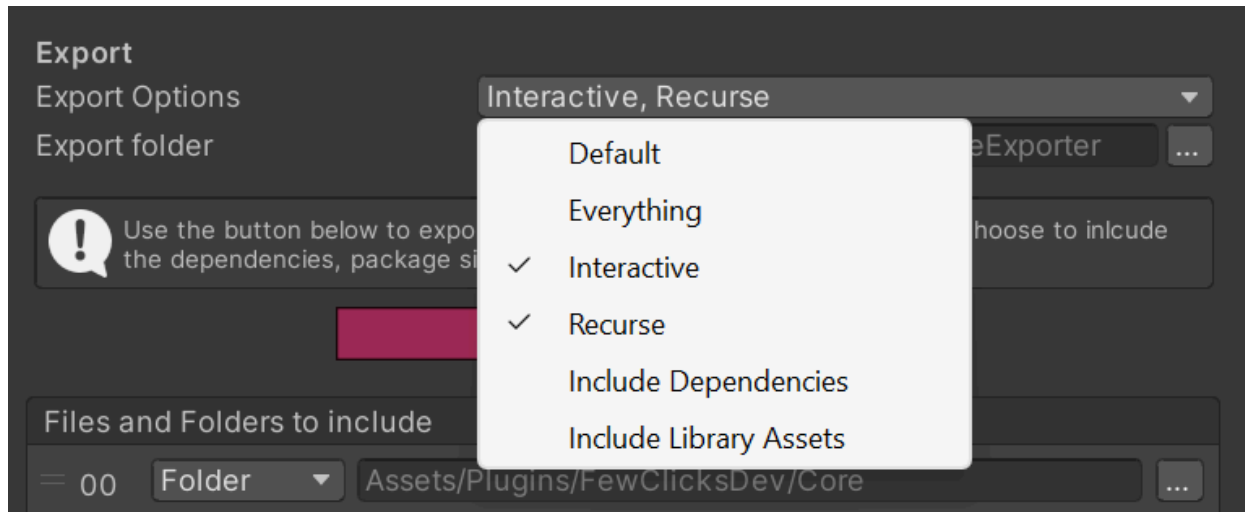 Export
Export Options Interactive, Recurse
Export folder eExporter ...
Default
Everything
Interactive
Recurse
Include Dependencies
Include Library Assets
Use the button below to expo hoose to inlcude
the dependencies, package si
Files and Folders to include
00 Folder Assets/Plugins/FewClicksDev/Core ...